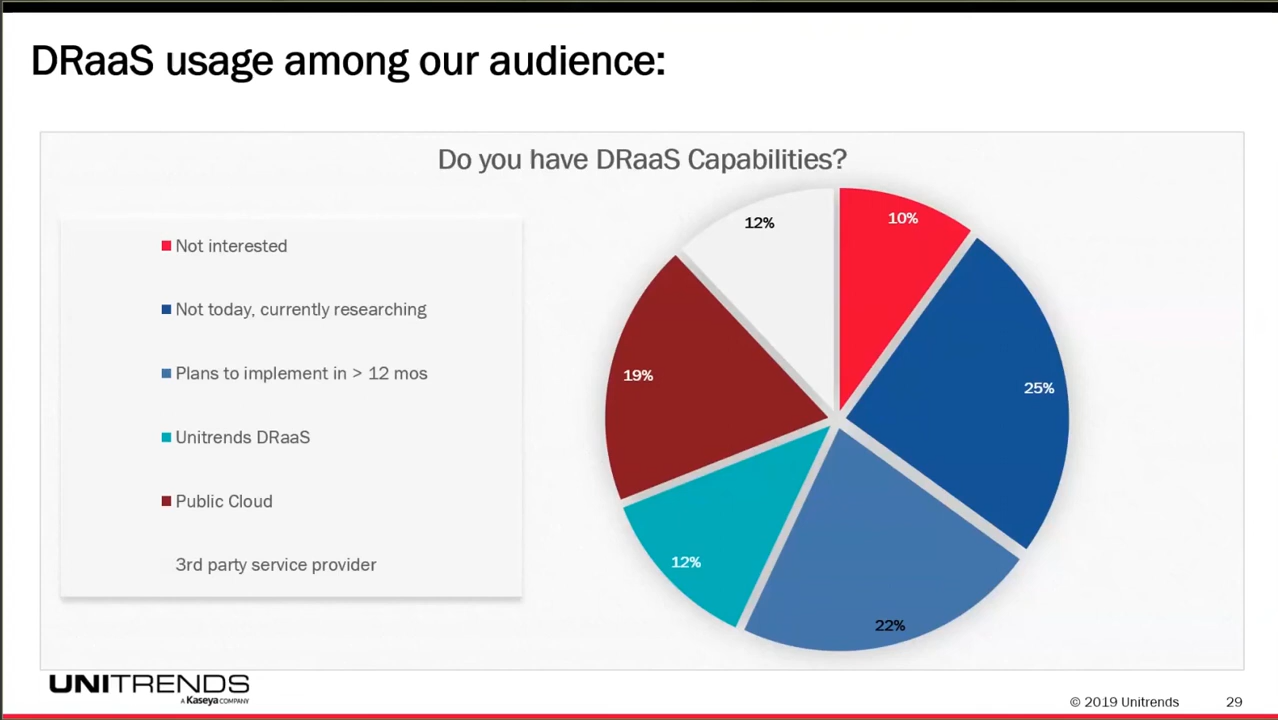 DRaaS usage among our audience:
Do you have DRaaS Capabilities?
Not interested
Not today, currently researching
Plans to implement in > 12 mos
Unitrends DRaaS
Public Cloud
3rd party service provider
10%
25%
22%
12%
19%
12%
UNITRENDS
A Kaseya COMPANY
© 2019 Unitrends
29